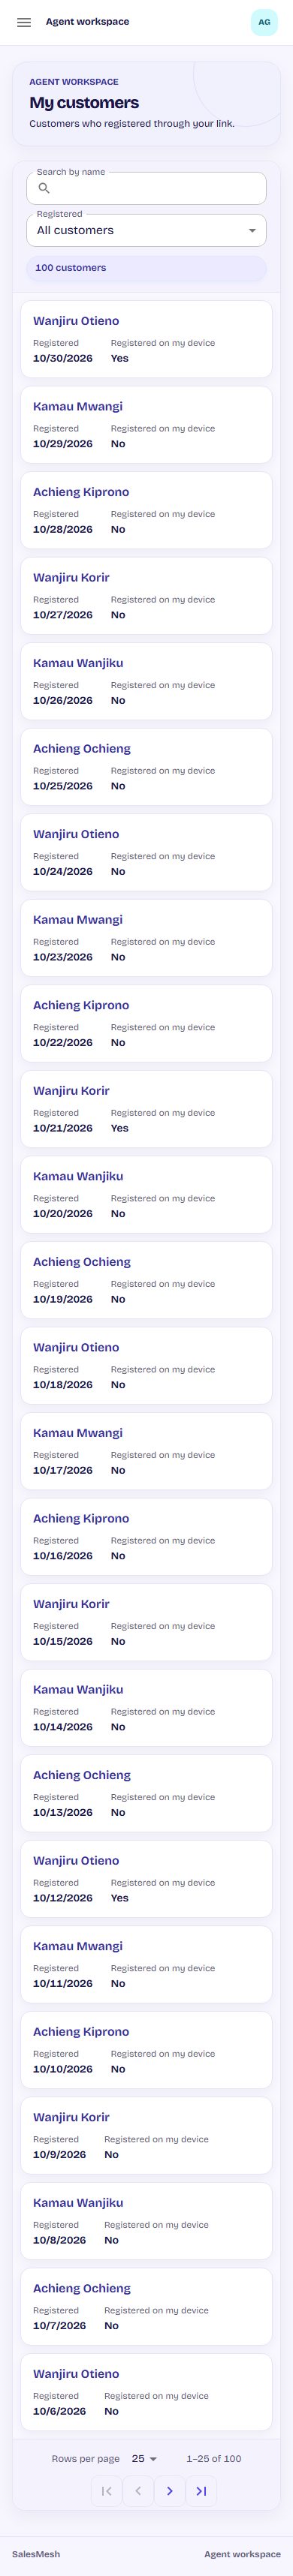 Agent workspace
AG
AGENT WORKSPACE
My customers
Customers who registered through your link.
Search by name
Registered
All customers
100 customers
Wanjiru Otieno
Registered Registered on my device
10/30/2026 Yes
Kamau Mwangi
Registered Registered on my device
10/29/2026 No
Achieng Kiprono
Registered Registered on my device
10/28/2026 No
Wanjiru Korir
Registered Registered on my device
10/27/2026 No
Kamau Wanjiku
Registered Registered on my device
10/26/2026 No
Achieng Ochieng
Registered Registered on my device
10/25/2026 No
Wanjiru Otieno
Registered Registered on my device
10/24/2026 No
Kamau Mwangi
Registered Registered on my device
10/23/2026 No
Achieng Kiprono
Registered Registered on my device
10/22/2026 No
Wanjiru Korir
Registered Registered on my device
10/21/2026 Yes
Kamau Wanjiku
Registered Registered on my device
10/20/2026 No
Achieng Ochieng
Registered Registered on my device
10/19/2026 No
Wanjiru Otieno
Registered Registered on my device
10/18/2026 No
Kamau Mwangi
Registered Registered on my device
10/17/2026 No
Achieng Kiprono
Registered Registered on my device
10/16/2026 No
Wanjiru Korir
Registered Registered on my device
10/15/2026 No
Kamau Wanjiku
Registered Registered on my device
10/14/2026 No
Achieng Ochieng
Registered Registered on my device
10/13/2026 No
Wanjiru Otieno
Registered Registered on my device
10/12/2026 Yes
Kamau Mwangi
Registered Registered on my device
10/11/2026 No
Achieng Kiprono
Registered Registered on my device
10/10/2026 No
Wanjiru Korir
Registered Registered on my device
10/9/2026 No
Kamau Wanjiku
Registered Registered on my device
10/8/2026 No
Achieng Ochieng
Registered Registered on my device
10/7/2026 No
Wanjiru Otieno
Registered Registered on my device
10/6/2026 No
Rows per page 25 1–25 of 100
SalesMesh Agent workspace